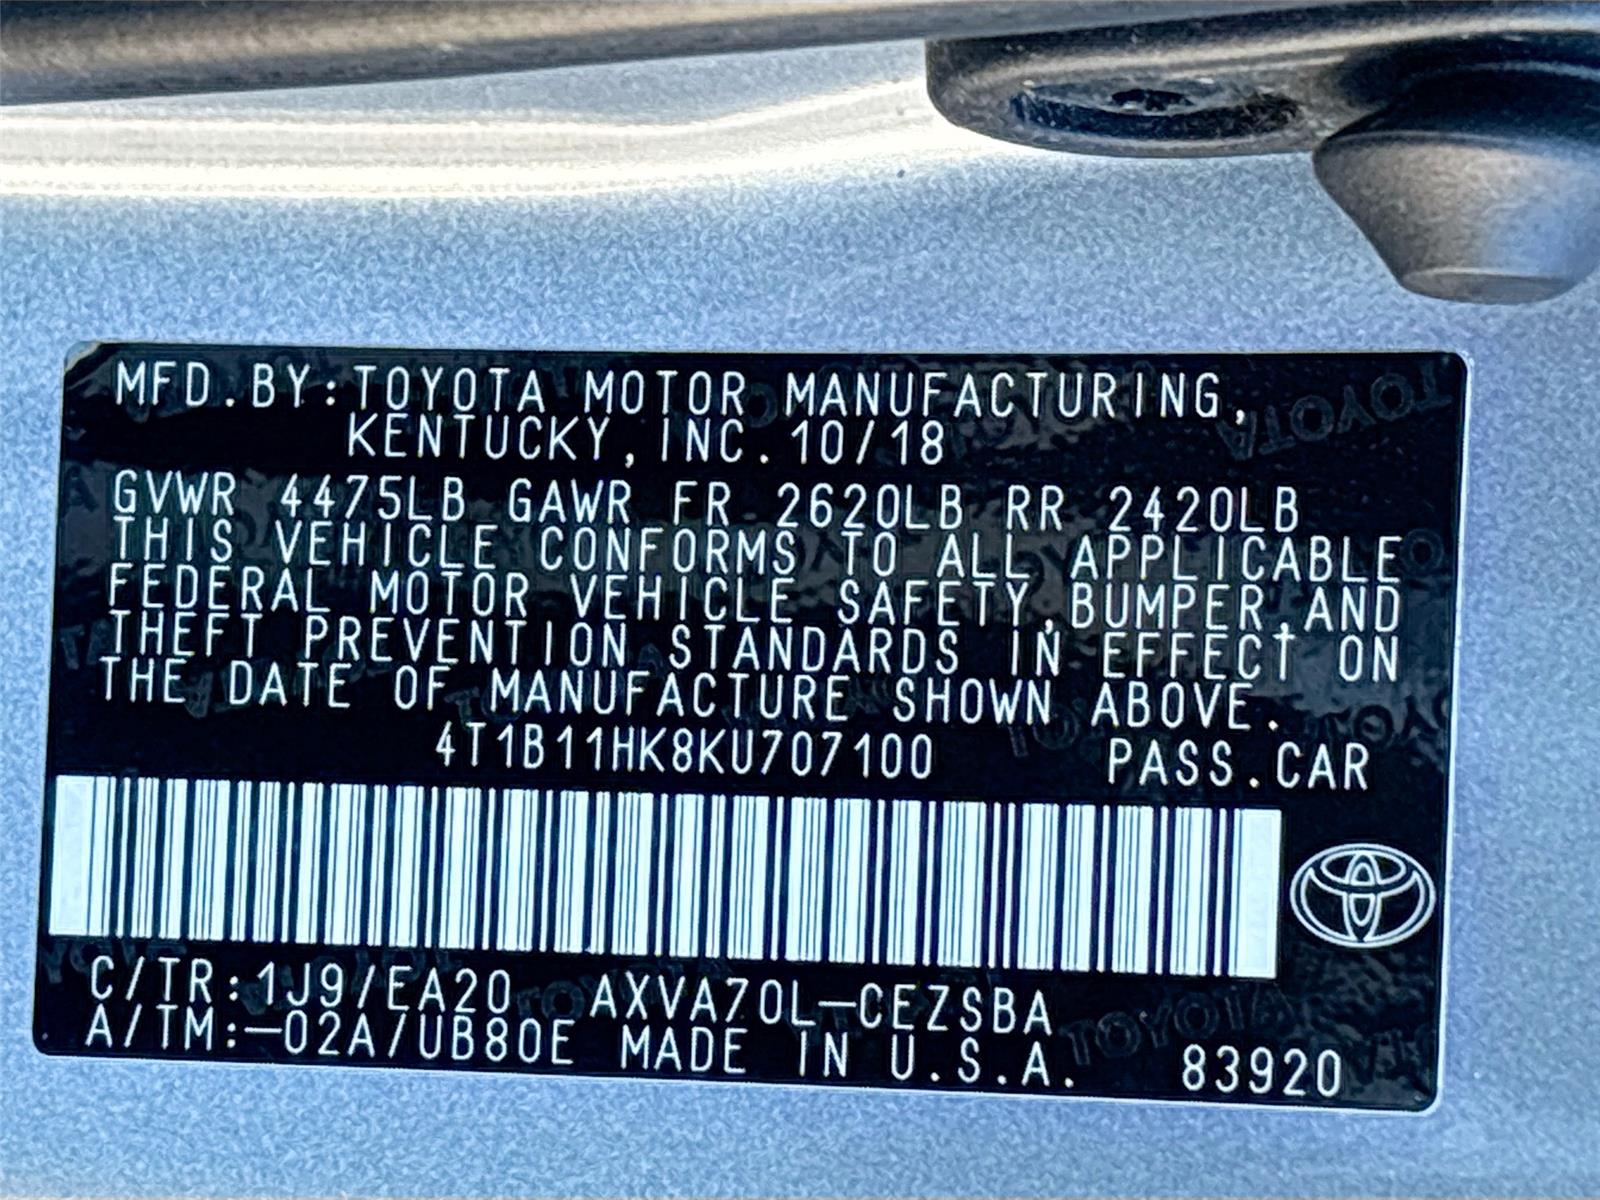 MFD.BY:TOYOTA MOTOR MANUFACTURING,
KENTUCKY,INC.10/18
GVWR 4475LB GAWR FR 2620LB RR 2420LB
THIS VEHICLE CONFORMS TO ALL APPLICABLE
FEDERAL MOTOR VEHICLE SAFETY,BUMPER,AND
THEFT PREVENTION STANDARDS IN EFFECT ON
THE DATE OF MANUFACTURE SHOWN ABOVE.
4T1B11HK8KU707100 PASS.CAR
C/TR:1J9/EA20 AXVA70L-CEZSBA
A/TM:-02A/UB80E MADE IN U.S.A. 83920